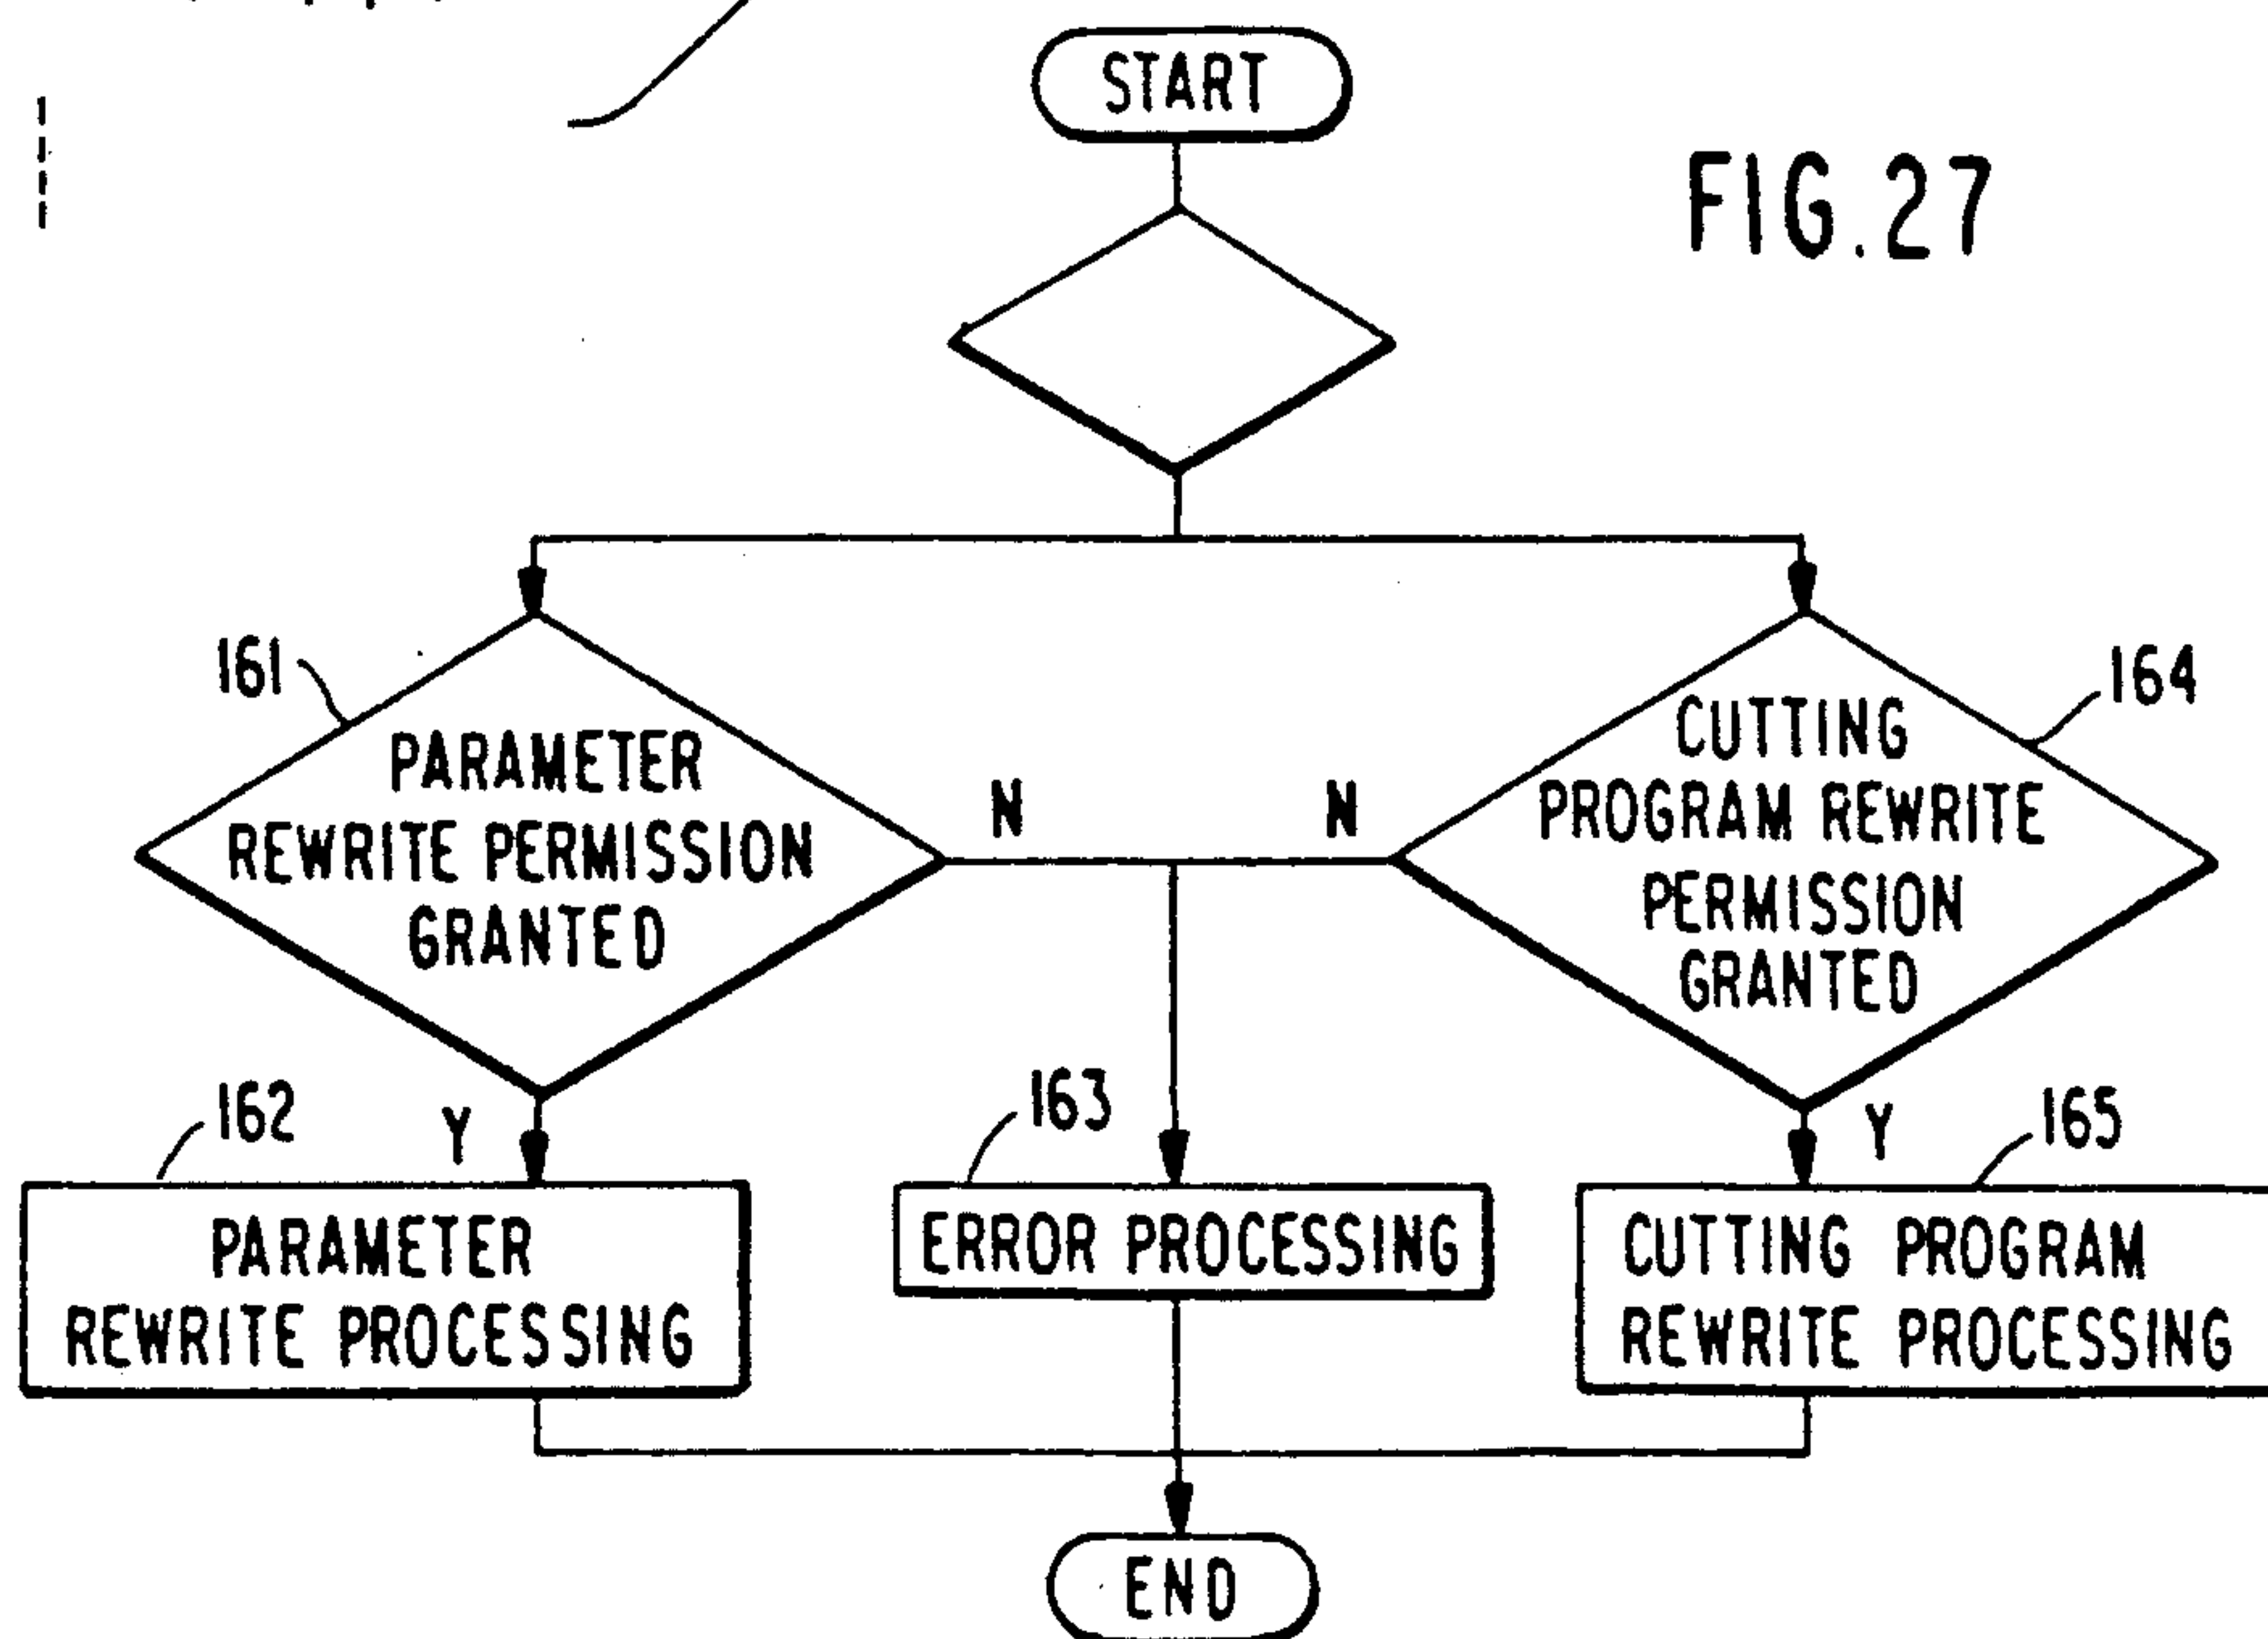 START
FIG.27
161
PARAMETER
REWRITE PERMISSION
GRANTED
N
N
164
CUTTING
PROGRAM REWRITE
PERMISSION
GRANTED
162
Y
163
Y
165
PARAMETER
REWRITE PROCESSING
ERROR PROCESSING
CUTTING PROGRAM
REWRITE PROCESSING
END